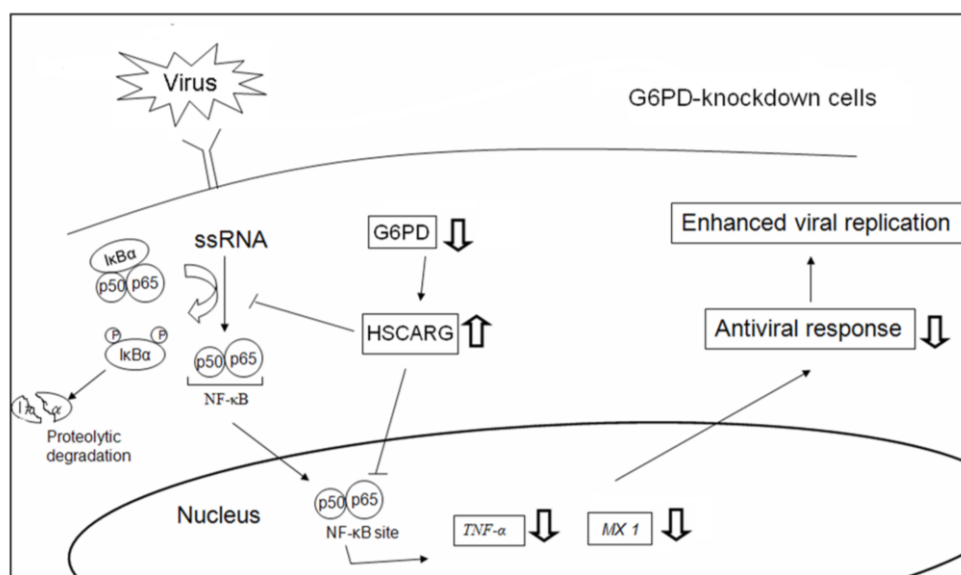 Virus
G6PD-knockdown cells
G6PD
Enhanced viral replication
ssRNA
IκBα
p50 p65
HSCARG
Antiviral response
P P
IκBα
p50 p65
NF-κB
Proteolytic
degradation
Nucleus
p50 p65
NF-κB site
TNF-α
MX 1